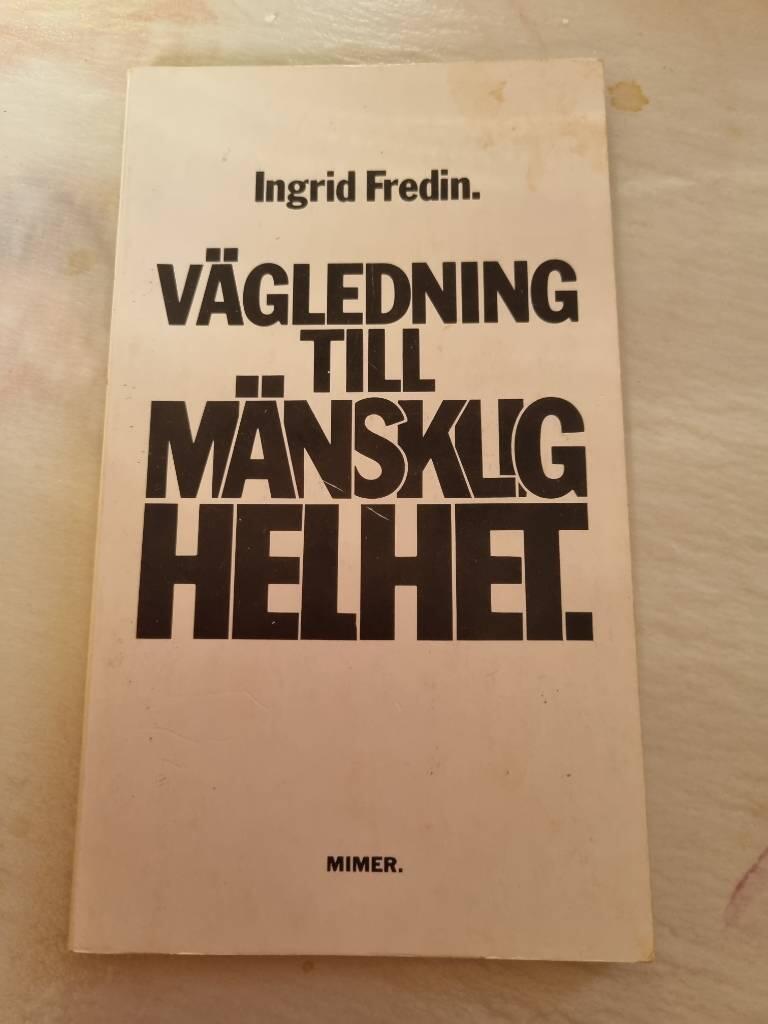 Ingrid Fredin.
VÄGLEDNING
TILL
MÄNSKLIG
HELHET.
MIMER.